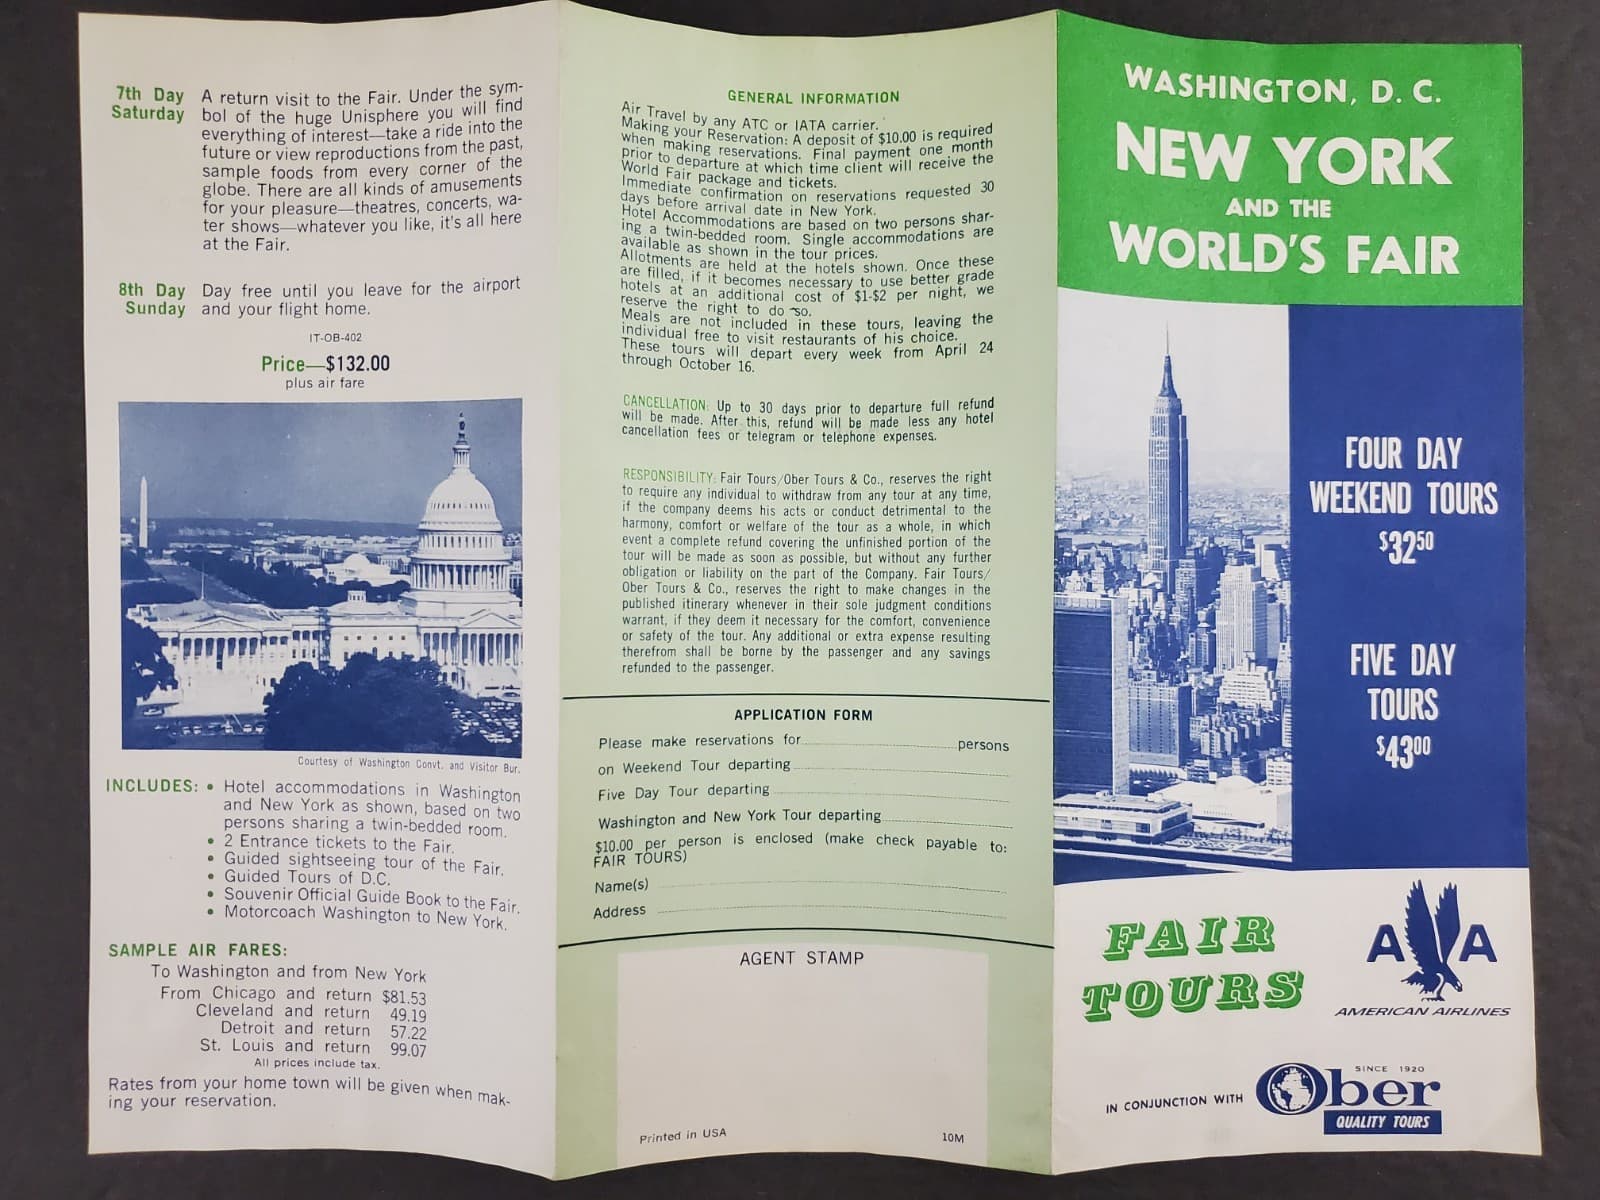 7th Day
Saturday
A return visit to the Fair. Under the sym-
bol of the huge Unisphere you will find
everything of interest—take a ride into the
future or view reproductions from the past,
sample foods from every corner of the
globe. There are all kinds of amusements
for your pleasure—theatres, concerts, wa-
ter shows—whatever you like, it's all here
at the Fair.
8th Day
Sunday
Day free until you leave for the airport
and your flight home.
IT-OB-402
Price—$132.00
plus air fare
Courtesy of Washington Convt. and Visitor Bur.
INCLUDES: • Hotel accommodations in Washington
and New York as shown, based on two
persons sharing a twin-bedded room.
• 2 Entrance tickets to the Fair.
• Guided sightseeing tour of the Fair.
• Guided Tours of D.C.
• Souvenir Official Guide Book to the Fair.
• Motorcoach Washington to New York.
SAMPLE AIR FARES:
To Washington and from New York
From Chicago and return $81.53
Cleveland and return 49.19
Detroit and return 57.22
St. Louis and return 99.07
All prices include tax.
Rates from your home town will be given when mak-
ing your reservation.
GENERAL INFORMATION
Air Travel by any ATC or IATA carrier.
Making your Reservation: A deposit of $10.00 is required
when making reservations. Final payment one month
prior to departure at which time client will receive the
World Fair package and tickets.
Immediate confirmation on reservations requested 30
days before arrival date in New York.
Hotel Accommodations are based on two persons shar-
ing a twin-bedded room. Single accommodations are
available as shown in the tour prices.
Allotments are held at the hotels shown. Once these
are filled, if it becomes necessary to use better grade
hotels at an additional cost of $1-$2 per night, we
reserve the right to do so.
Meals are not included in these tours, leaving the
individual free to visit restaurants of his choice.
These tours will depart every week from April 24
through October 16.
CANCELLATION: Up to 30 days prior to departure full refund
will be made. After this, refund will be made less any hotel
cancellation fees or telegram or telephone expenses.
RESPONSIBILITY: Fair Tours/Ober Tours & Co., reserves the right
to require any individual to withdraw from any tour at any time,
if the company deems his acts or conduct detrimental to the
harmony, comfort or welfare of the tour as a whole, in which
event a complete refund covering the unfinished portion of the
tour will be made as soon as possible, but without any further
obligation or liability on the part of the Company. Fair Tours/
Ober Tours & Co., reserves the right to make changes in the
published itinerary whenever in their sole judgment conditions
warrant, if they deem it necessary for the comfort, convenience
or safety of the tour. Any additional or extra expense resulting
therefrom shall be borne by the passenger and any savings
refunded to the passenger.
APPLICATION FORM
Please make reservations for persons
on Weekend Tour departing
Five Day Tour departing
Washington and New York Tour departing
$10.00 per person is enclosed (make check payable to:
FAIR TOURS)
Name(s)
Address
AGENT STAMP
Printed in USA 10M
WASHINGTON, D. C.
NEW YORK
AND THE
WORLD'S FAIR
FOUR DAY
WEEKEND TOURS
$32⁵⁰
FIVE DAY
TOURS
$43⁰⁰
FAIR
TOURS
A A
AMERICAN AIRLINES
IN CONJUNCTION WITH
SINCE 1920
Ober
QUALITY TOURS